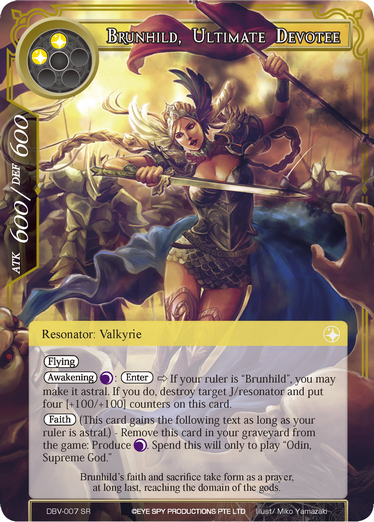 Brunhild, Ultimate Devotee
ATK 600/ DEF 600
Resonator: Valkyrie
Flying
Awakening : Enter ⇨ If your ruler is “Brunhild”, you may
make it astral. If you do, destroy target J/resonator and put
four [+100/+100] counters on this card.
Faith (This card gains the following text as long as your
ruler is astral.) - Remove this card in your graveyard from
the game: Produce . Spend this will only to play “Odin,
Supreme God.”
Brunhild’s faith and sacrifice take form as a prayer,
at long last, reaching the domain of the gods.
DBV-007 SR ©EYE SPY PRODUCTIONS PTE LTD Illust/ Miko Yamazaki